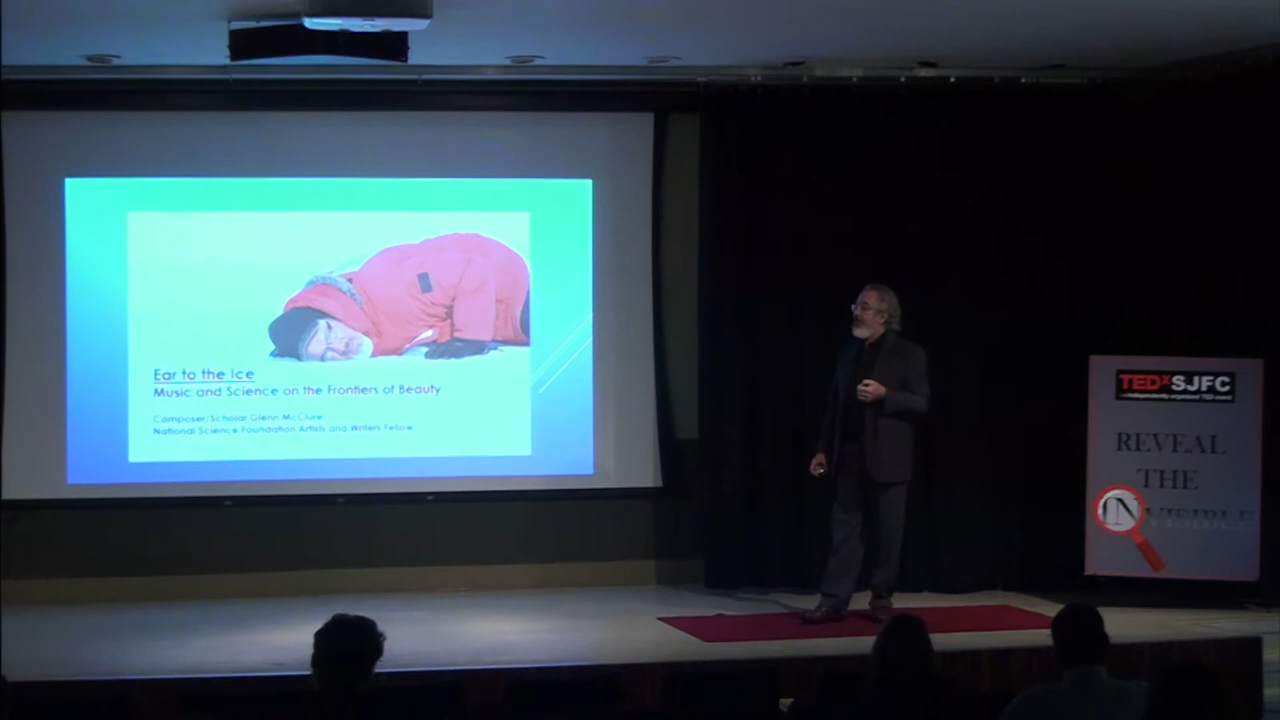 Ear to the Ice
Music and Science on the Frontiers of Beauty
Composer/Scholar Glenn McClure
National Science Foundation Artists and Writers Fellow
TEDxSJFC
x independently organized TED event
REVEAL
THE
INVISIBLE